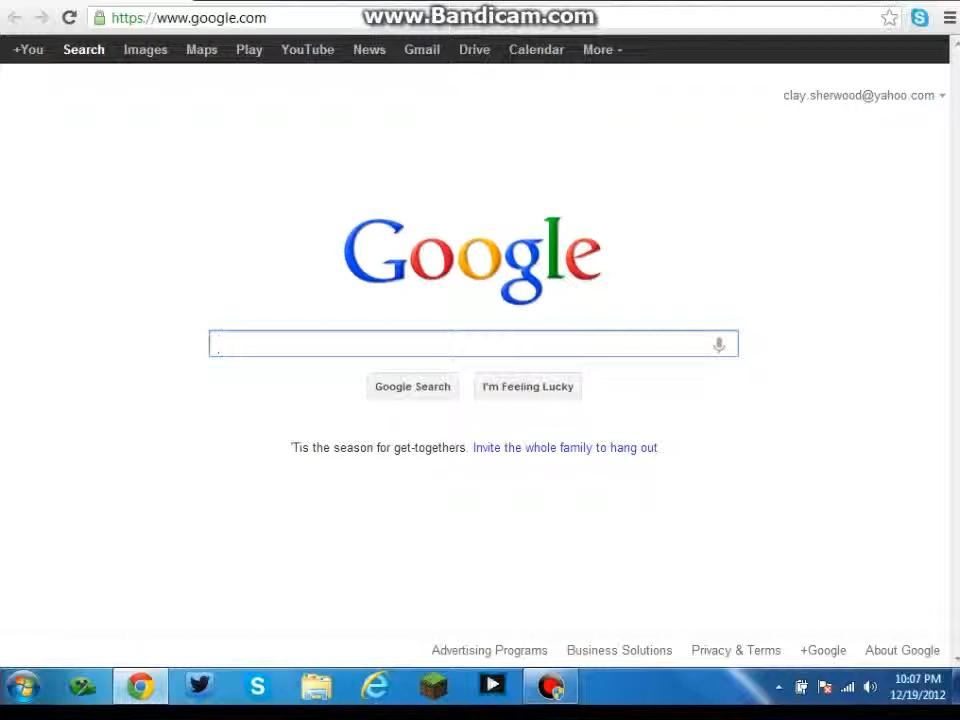 https://www.google.com
www.Bandicam.com
+You Search Images Maps Play YouTube News Gmail Drive Calendar More
clay.sherwood@yahoo.com
Google
Google Search I'm Feeling Lucky
'Tis the season for get-togethers. Invite the whole family to hang out
Advertising Programs Business Solutions Privacy & Terms +Google About Google
10:07 PM
12/19/2012